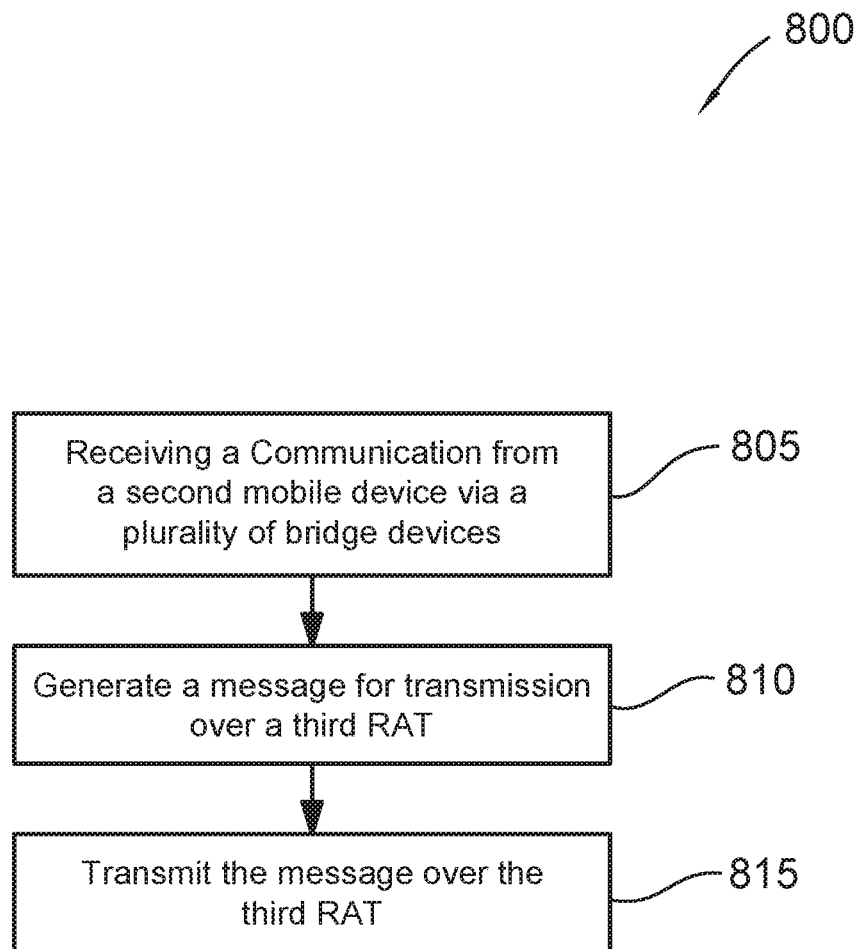 800
Receiving a Communication from
a second mobile device via a
plurality of bridge devices
805
Generate a message for transmission
over a third RAT
810
Transmit the message over the
third RAT
815